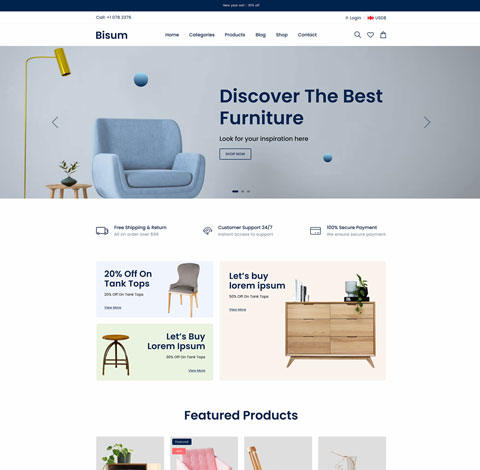 New year sell - 30% off
Call: +1 078 2376
Login
USD$
Bisum
Home Categories Products Blog Shop Contact
Discover The Best
Furniture
Look for your inspiration here
SHOP NOW
Free Shipping & Return
All on order over $99
Customer Support 24/7
Instant access to support
100% Secure Payment
We ensure secure payment
20% Off On
Tank Tops
20% Off On Tank Tops
View More
Let's Buy
Lorem Ipsum
30% Off On Tank Tops
View More
Let's buy
lorem ipsum
50% Off On Tank Tops
View More
Featured Products
Featured